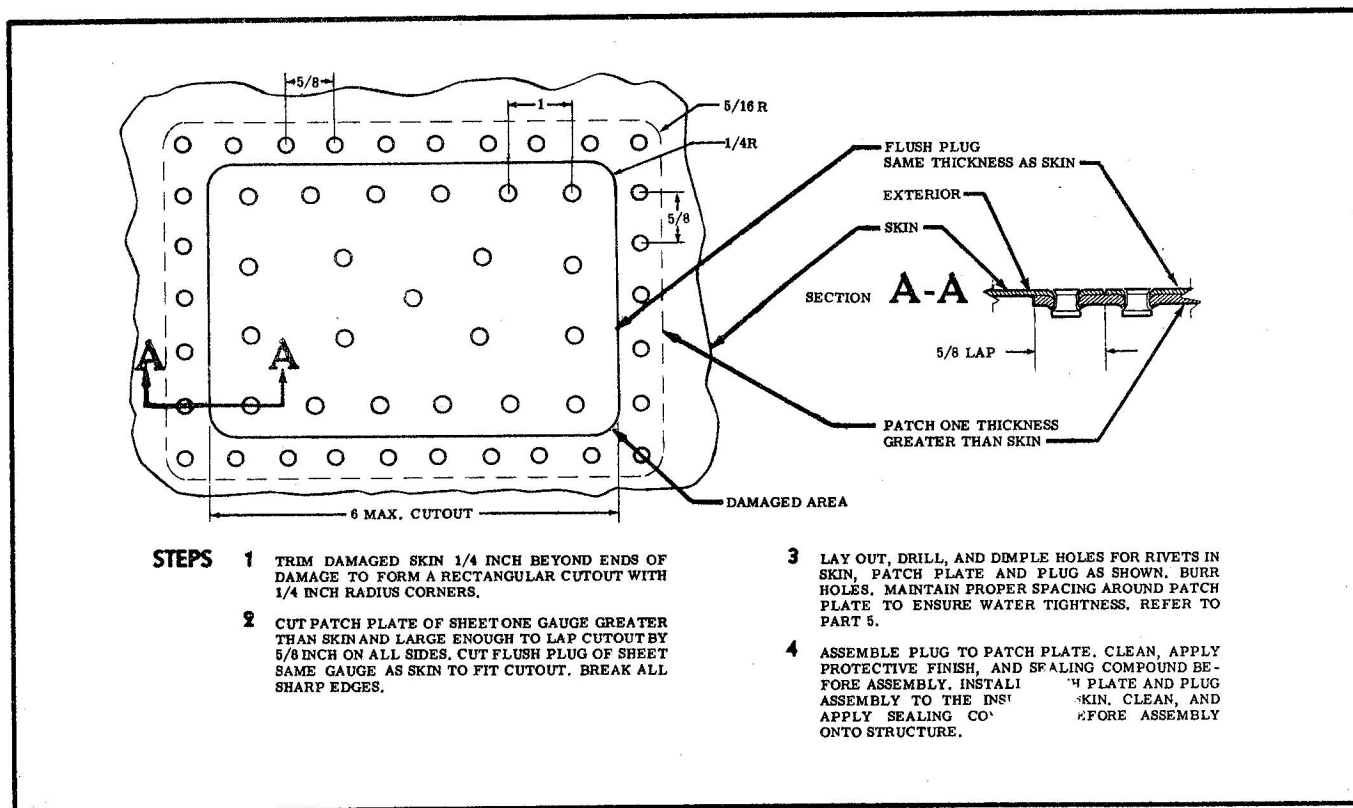 5/8
1
5/16 R
1/4R
FLUSH PLUG
SAME THICKNESS AS SKIN
EXTERIOR
5/8
SKIN
SECTION A-A
A A
5/8 LAP
PATCH ONE THICKNESS
GREATER THAN SKIN
DAMAGED AREA
6 MAX. CUTOUT
STEPS 1 TRIM DAMAGED SKIN 1/4 INCH BEYOND ENDS OF
DAMAGE TO FORM A RECTANGULAR CUTOUT WITH
1/4 INCH RADIUS CORNERS.
2 CUT PATCH PLATE OF SHEET ONE GAUGE GREATER
THAN SKIN AND LARGE ENOUGH TO LAP CUTOUT BY
5/8 INCH ON ALL SIDES. CUT FLUSH PLUG OF SHEET
SAME GAUGE AS SKIN TO FIT CUTOUT. BREAK ALL
SHARP EDGES.
3 LAY OUT, DRILL, AND DIMPLE HOLES FOR RIVETS IN
SKIN, PATCH PLATE AND PLUG AS SHOWN. BURR
HOLES. MAINTAIN PROPER SPACING AROUND PATCH
PLATE TO ENSURE WATER TIGHTNESS. REFER TO
PART 5.
4 ASSEMBLE PLUG TO PATCH PLATE. CLEAN, APPLY
PROTECTIVE FINISH, AND SEALING COMPOUND BE-
FORE ASSEMBLY. PLATE AND PLUG
ASSEMBLY TO THE SKIN. CLEAN, AND
APPLY SEALING ASSEMBLY
ONTO STRUCTURE.